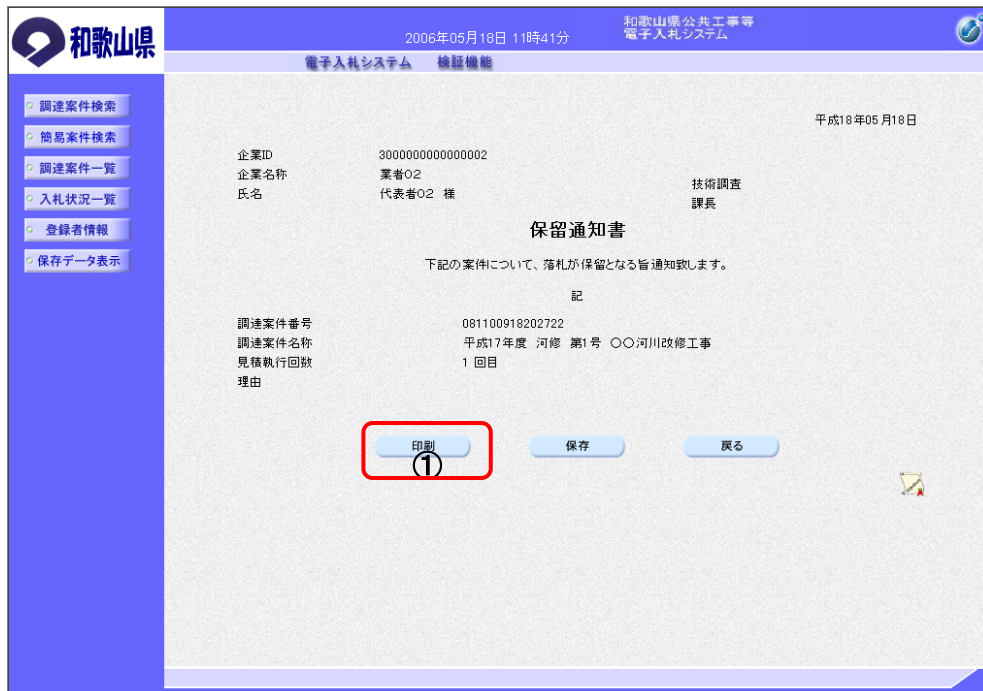 和歌山県
2006年05月18日 11時41分
和歌山県公共工事等
電子入札システム
電子入札システム 検証機能
調達案件検索
簡易案件検索
調達案件一覧
入札状況一覧
登録者情報
保存データ表示
平成18年05月18日
企業ID 3000000000000002
企業名称 業者02
氏名 代表者02 様
技術調査
課長
保留通知書
下記の案件について、落札が保留となる旨通知致します。
記
調達案件番号 081100918202722
調達案件名称 平成17年度 河修 第1号 〇〇河川改修工事
見積執行回数 1 回目
理由
印刷 保存 戻る
①